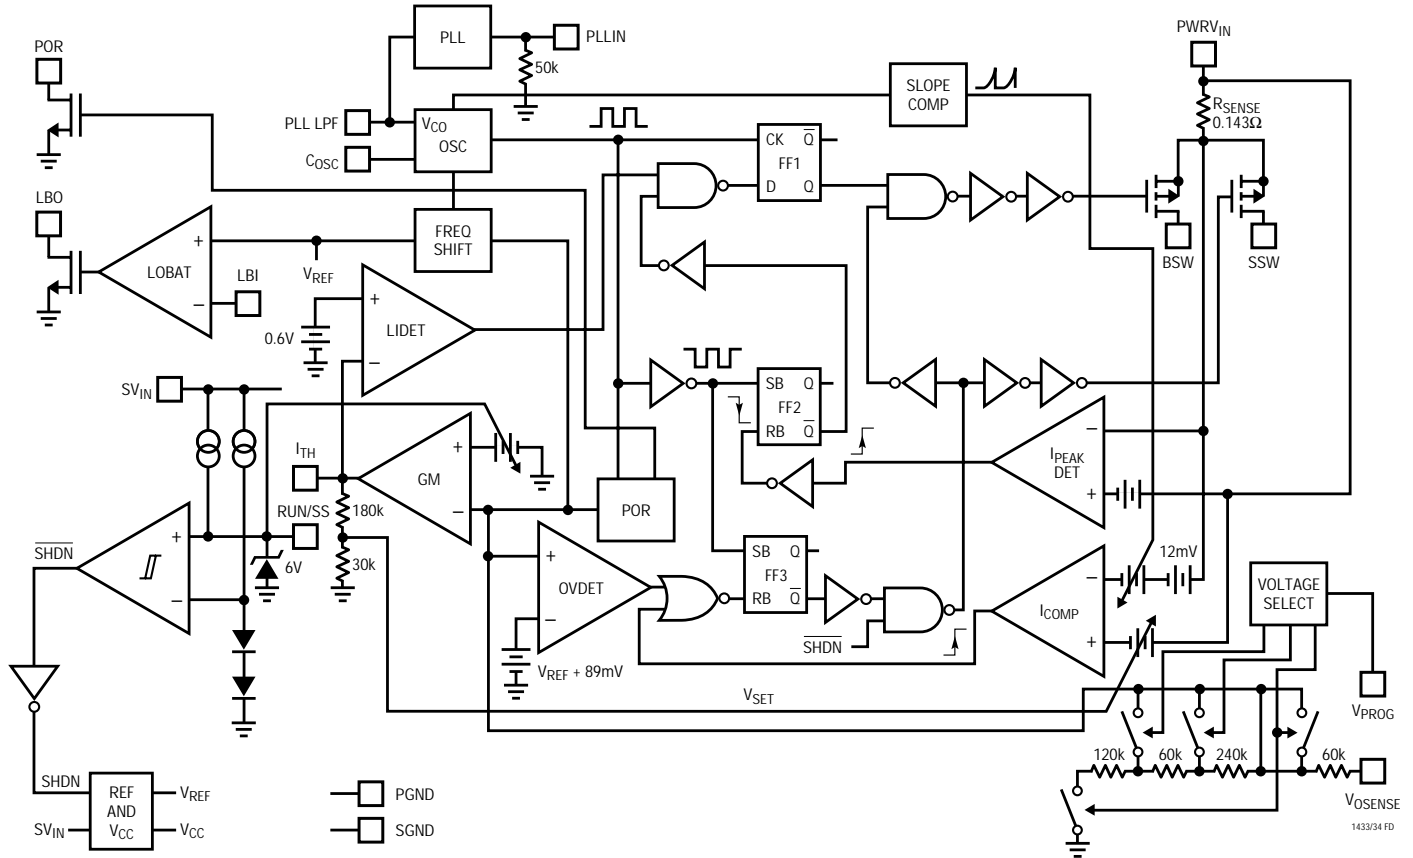 POR
PLL
PLLIN
50k
PLL LPF
VCO
OSC
COSC
SLOPE
COMP
PWRVIN
RSENSE
0.143Ω
CK
Q
FF1
D
Q
LBO
LOBAT
+
−
VREF
LBI
FREQ
SHIFT
BSW
SSW
0.6V
+
LIDET
−
SB
Q
FF2
RB
Q
SVIN
ITH
+
GM
−
IPEAK
DET
−
+
RUN/SS
180k
30k
POR
SHDN
+
−
6V
+
OVDET
−
VREF + 89mV
SB
Q
FF3
RB
Q
SHDN
−
ICOMP
+
12mV
VOLTAGE
SELECT
VSET
VPROG
120k
60k
240k
60k
VOSENSE
SHDN
REF
AND
VCC
VREF
SVIN
VCC
PGND
SGND
1433/34 FD